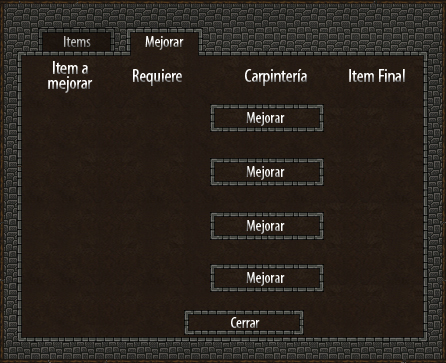 Items
Mejorar
Item a
mejorar
Requiere
Carpintería
Item Final
Mejorar
Mejorar
Mejorar
Mejorar
Cerrar